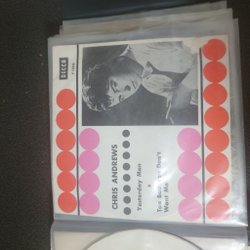 DECCA
CHRIS ANDREWS
Yesterday Man
Too Bad You Don't
Want Me